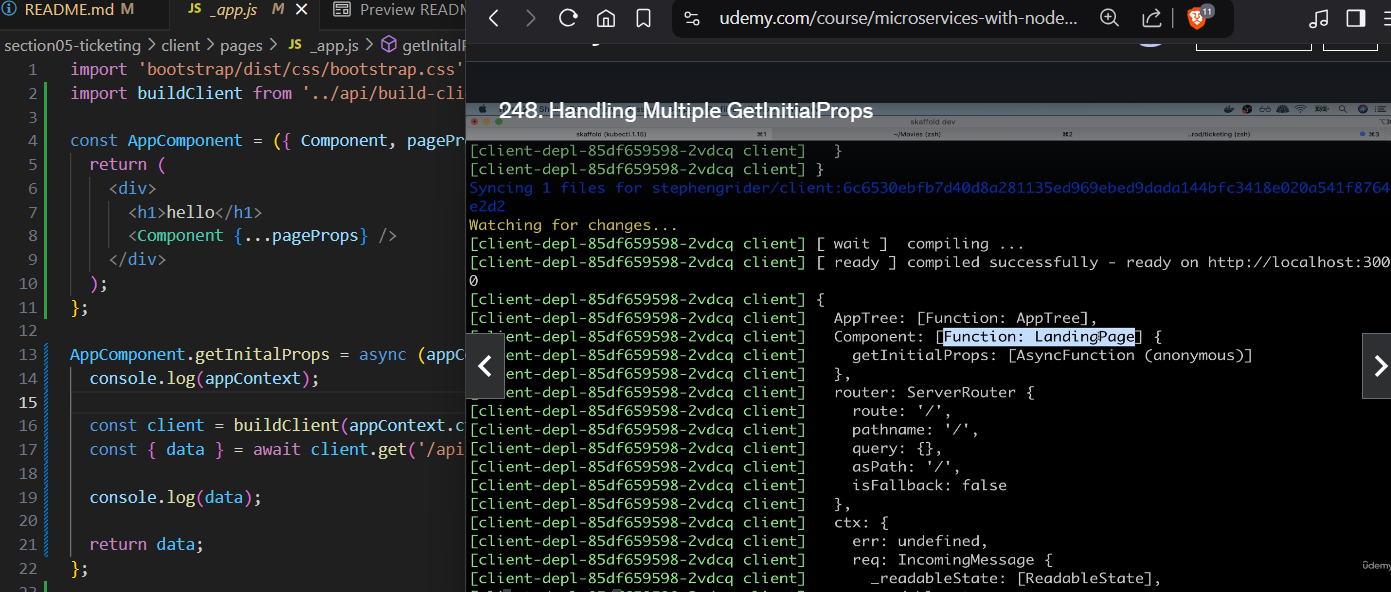 README.md M
JS _app.js M
Preview READM
section05-ticketing > client > pages > JS _app.js > getInitalP
1 import 'bootstrap/dist/css/bootstrap.css'
2 import buildClient from '../api/build-cli
3
4 const AppComponent = ({ Component, pagePr
5 return (
6 <div>
7 <h1>hello</h1>
8 <Component {...pageProps} />
9 </div>
10 );
11 };
12
13 AppComponent.getInitalProps = async (appC
14 console.log(appContext);
15
16 const client = buildClient(appContext.c
17 const { data } = await client.get('/api
18
19 console.log(data);
20
21 return data;
22 };
23
udemy.com/course/microservices-with-node...
11
248. Handling Multiple GetInitialProps
skaffold dev
skaffold (kubectl1.16) ⌘1
~/Movies (zsh) ⌘2
..rod/ticketing (zsh) ⌘3
[client-depl-85df659598-2vdcq client] }
[client-depl-85df659598-2vdcq client] }
Syncing 1 files for stephengrider/client:6c6530ebfb7d40d8a281135ed969ebed9dada144bfc3418e020a541f8764
e2d2
Watching for changes...
[client-depl-85df659598-2vdcq client] [ wait ] compiling ...
[client-depl-85df659598-2vdcq client] [ ready ] compiled successfully - ready on http://localhost:300
0
[client-depl-85df659598-2vdcq client] {
[client-depl-85df659598-2vdcq client] AppTree: [Function: AppTree],
ent-depl-85df659598-2vdcq client] Component: [Function: LandingPage] {
ent-depl-85df659598-2vdcq client] getInitialProps: [AsyncFunction (anonymous)]
ent-depl-85df659598-2vdcq client] },
ent-depl-85df659598-2vdcq client] router: ServerRouter {
[client-depl-85df659598-2vdcq client] route: '/',
[client-depl-85df659598-2vdcq client] pathname: '/',
[client-depl-85df659598-2vdcq client] query: {},
[client-depl-85df659598-2vdcq client] asPath: '/',
[client-depl-85df659598-2vdcq client] isFallback: false
[client-depl-85df659598-2vdcq client] },
[client-depl-85df659598-2vdcq client] ctx: {
[client-depl-85df659598-2vdcq client] err: undefined,
[client-depl-85df659598-2vdcq client] req: IncomingMessage {
[client-depl-85df659598-2vdcq client] _readableState: [ReadableState],
ûdemy